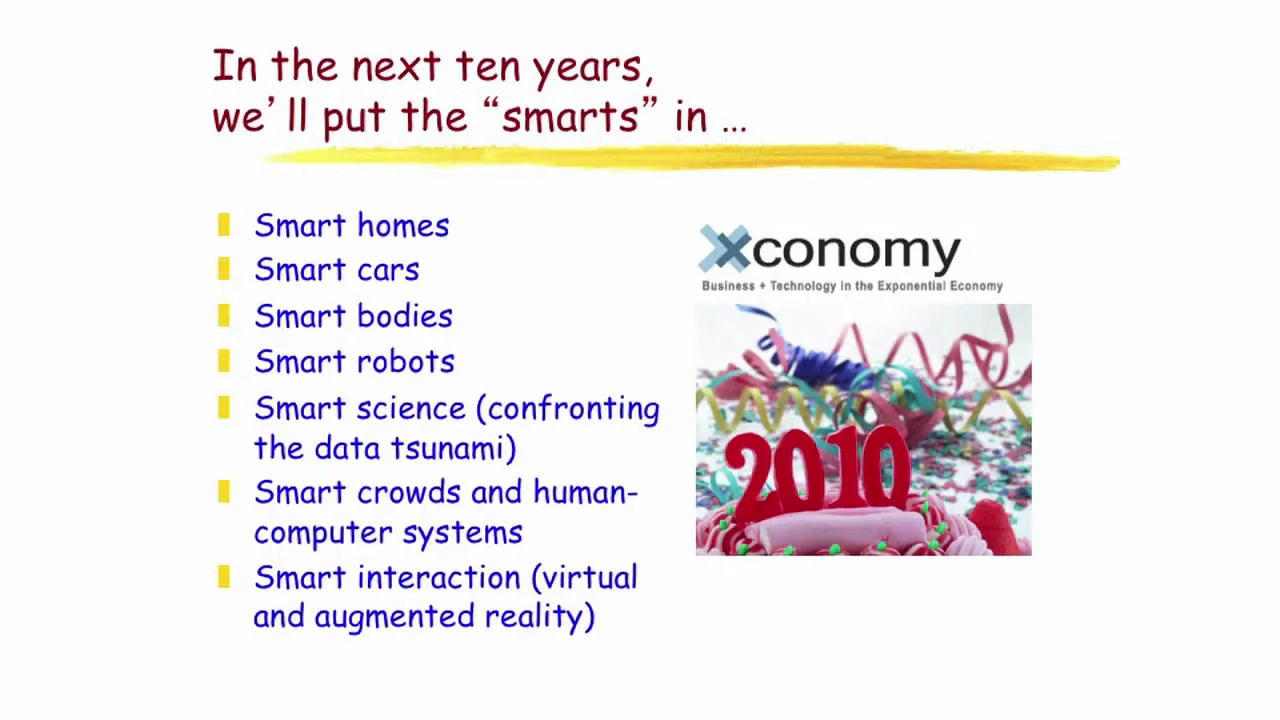 In the next ten years,
we’ll put the “smarts” in …
Smart homes
Smart cars
Smart bodies
Smart robots
Smart science (confronting
the data tsunami)
Smart crowds and human-
computer systems
Smart interaction (virtual
and augmented reality)
xconomy
Business + Technology in the Exponential Economy
2010